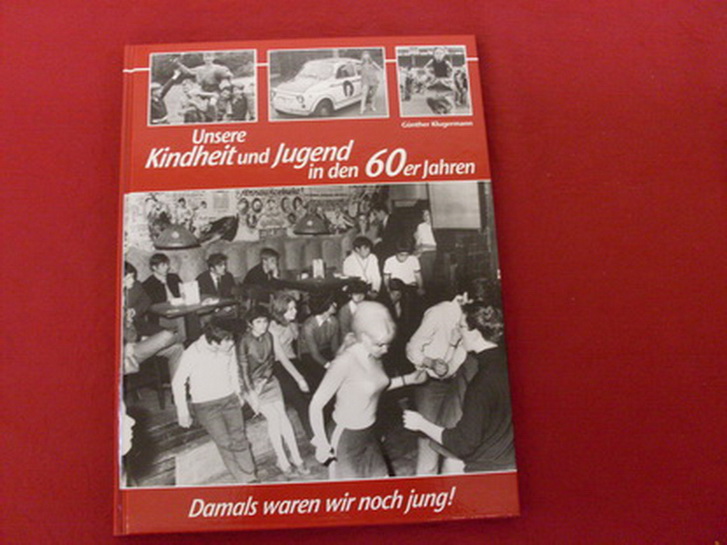 Günther Klugermann
Unsere
Kindheit und Jugend
in den 60er Jahren
Damals waren wir noch jung!